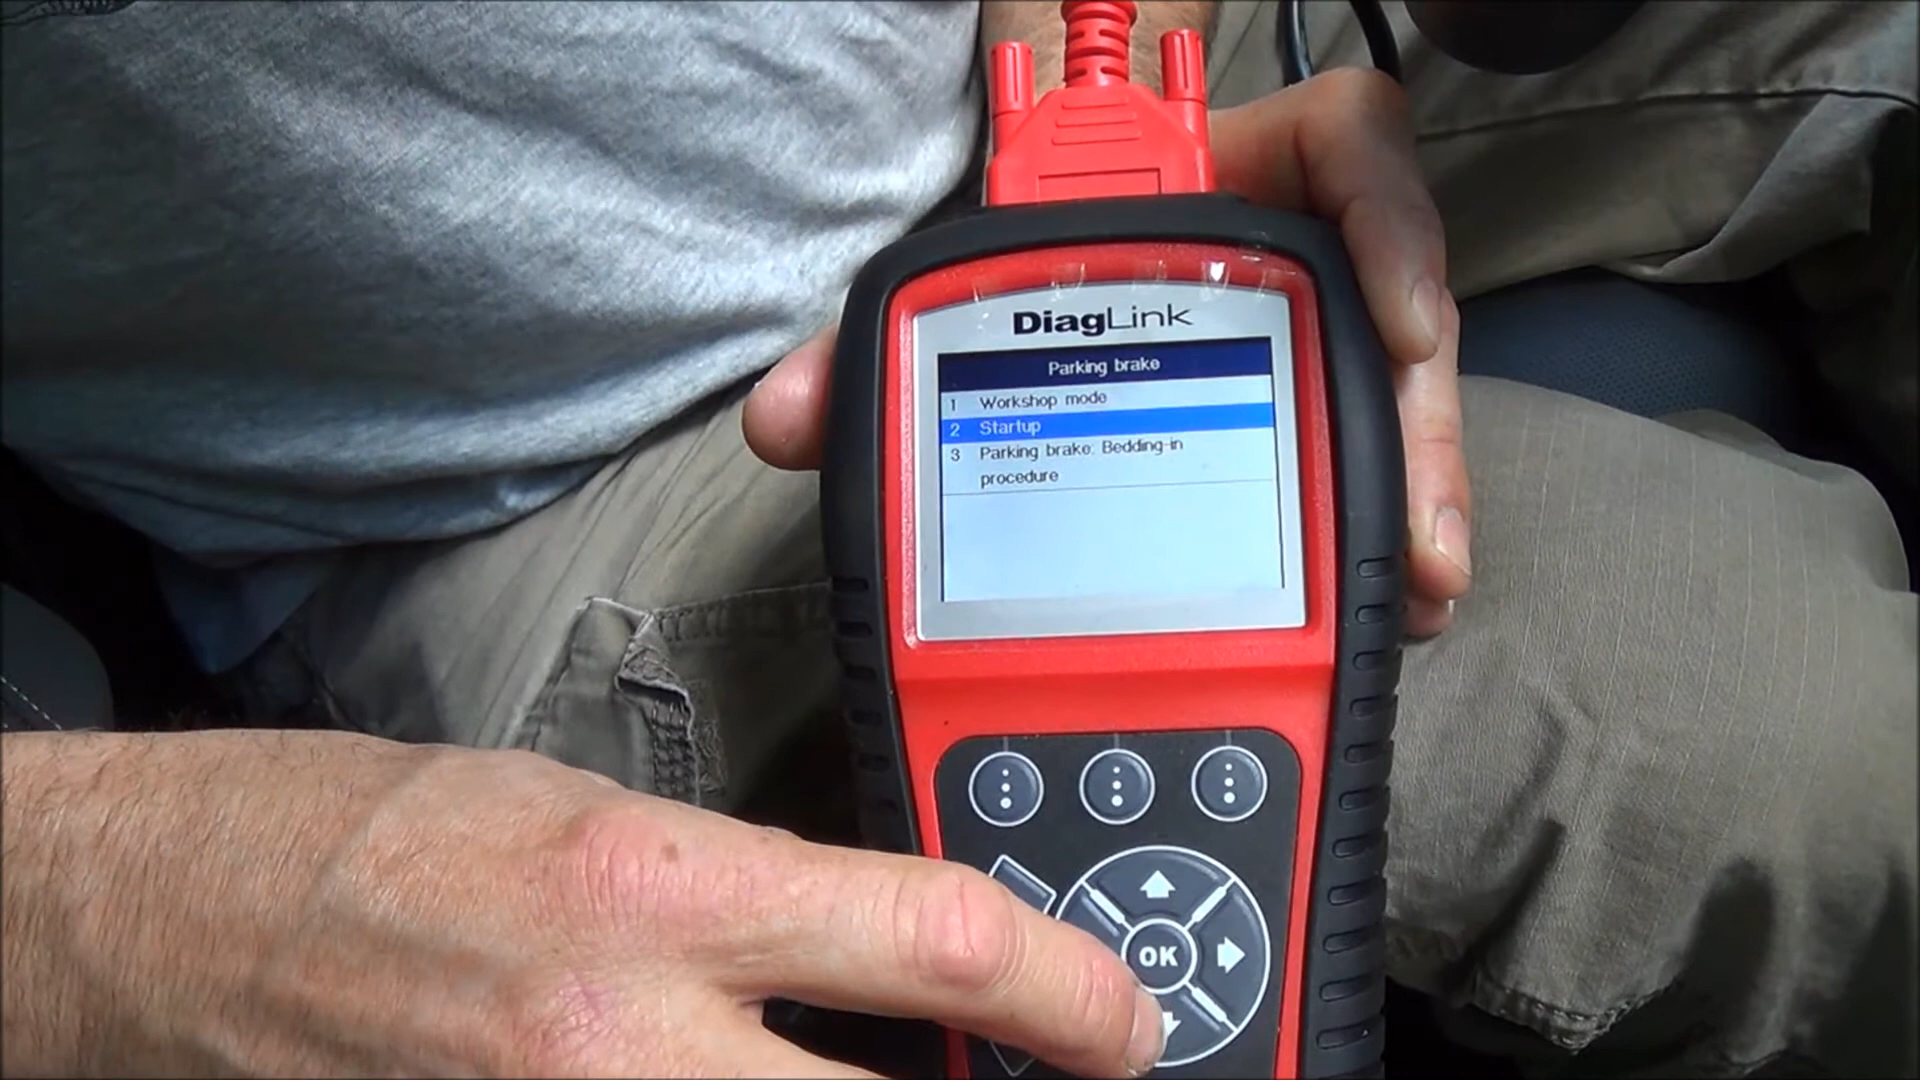 DiagLink
Parking brake
1 Workshop mode
2 Startup
3 Parking brake: Bedding-in
procedure
OK